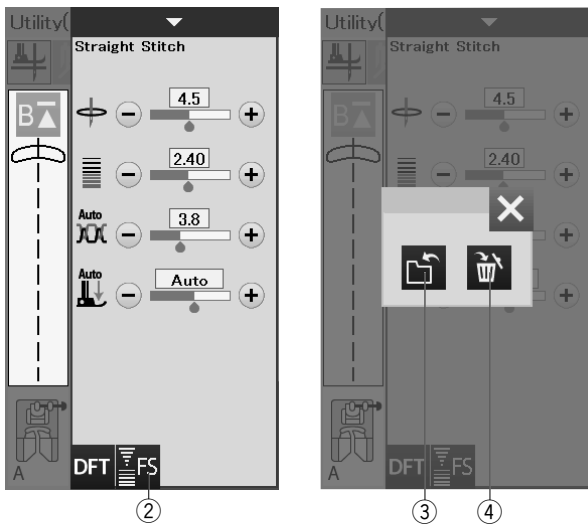 Utility(
Straight Stitch
B
4.5
2.40
Auto
3.8
Auto
Auto
A
DFT
FS
②
Utility(
Straight Stitch
B
4.5
2.40
A
DFT
FS
③
④